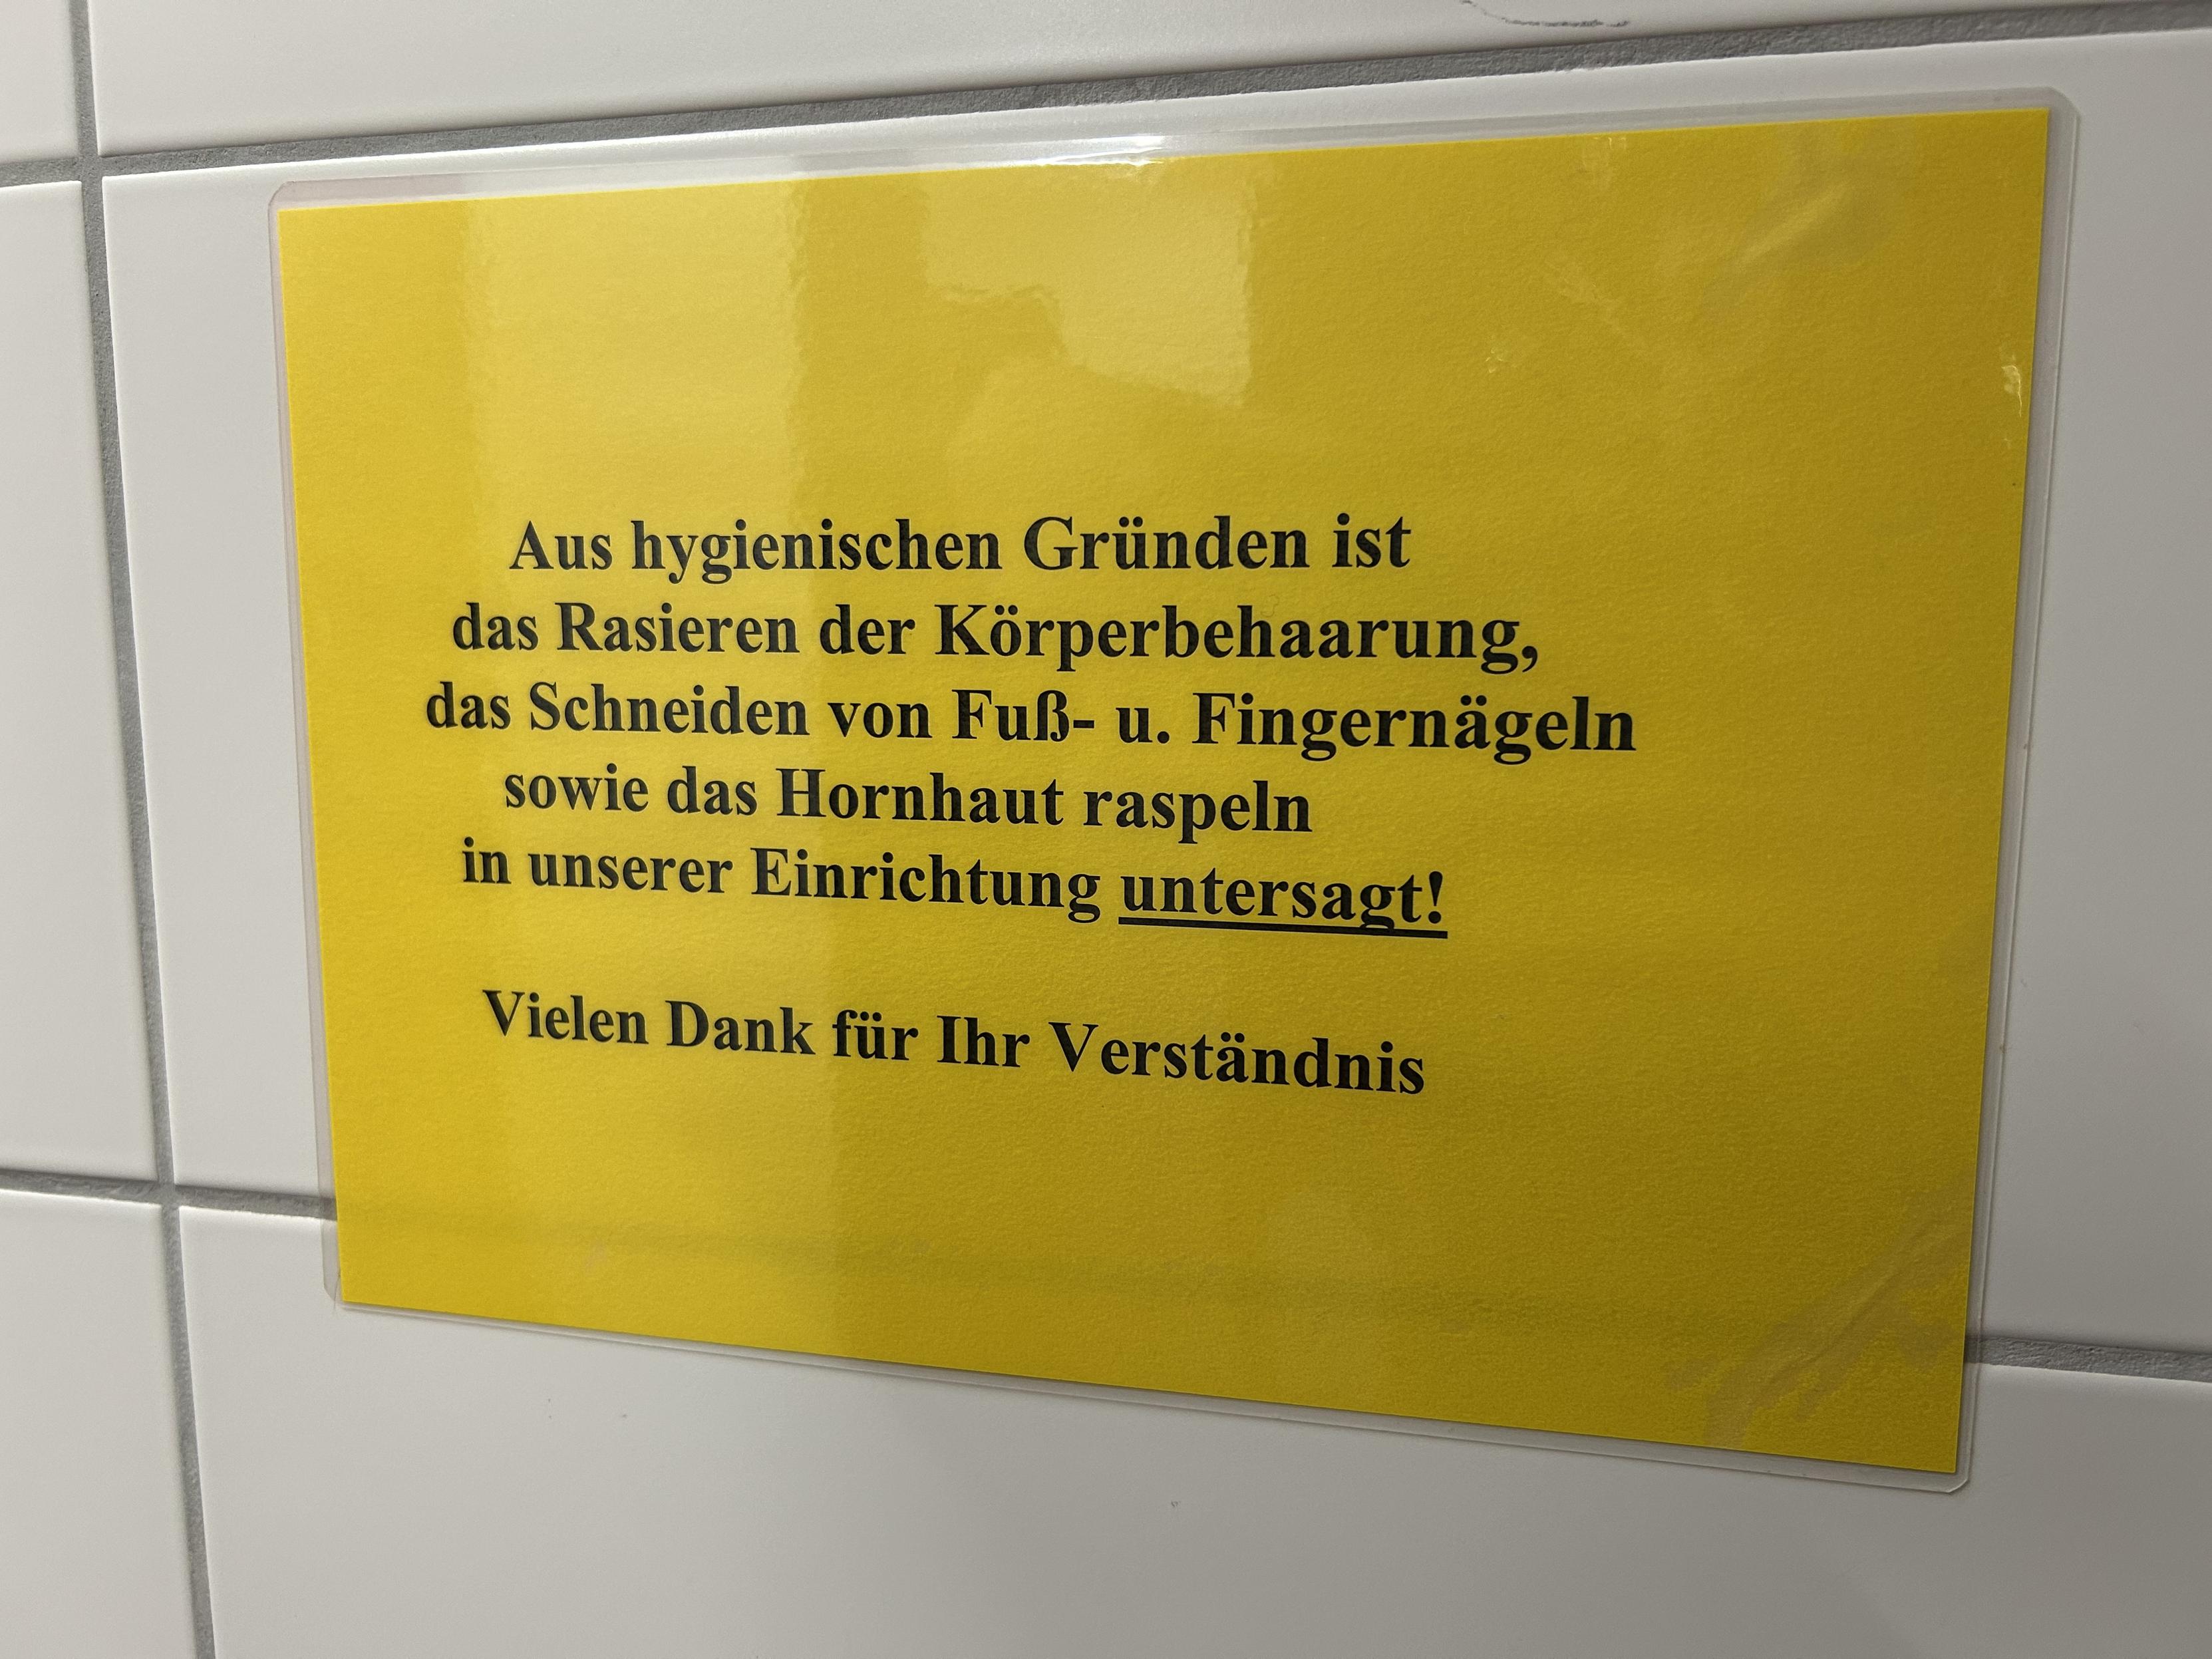 Aus hygienischen Gründen ist
das Rasieren der Körperbehaarung,
das Schneiden von Fuß- u. Fingernägeln
sowie das Hornhaut raspeln
in unserer Einrichtung untersagt!
Vielen Dank für Ihr Verständnis